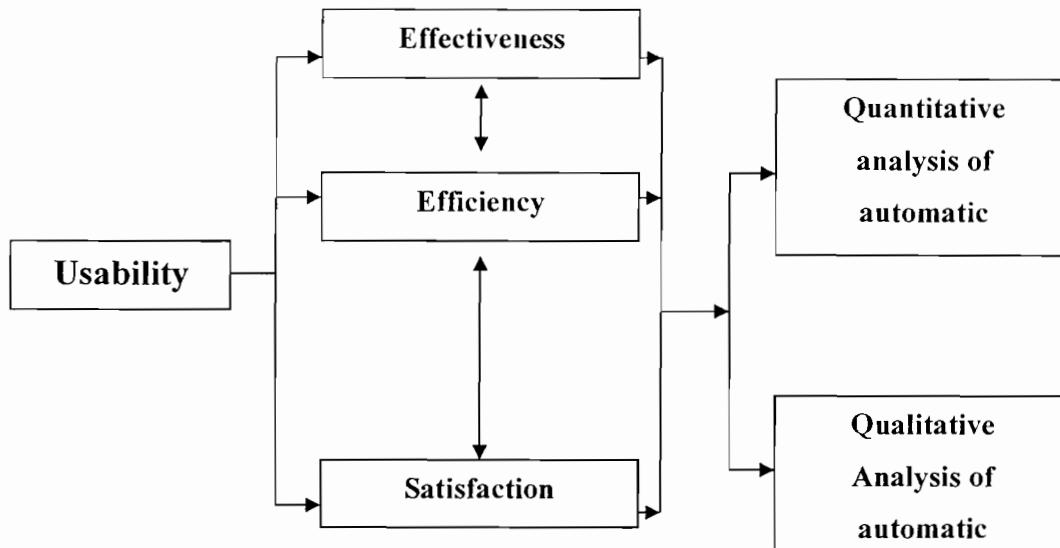 Usability
Effectiveness
Efficiency
Satisfaction
Quantitative
analysis of
automatic
Qualitative
Analysis of
automatic